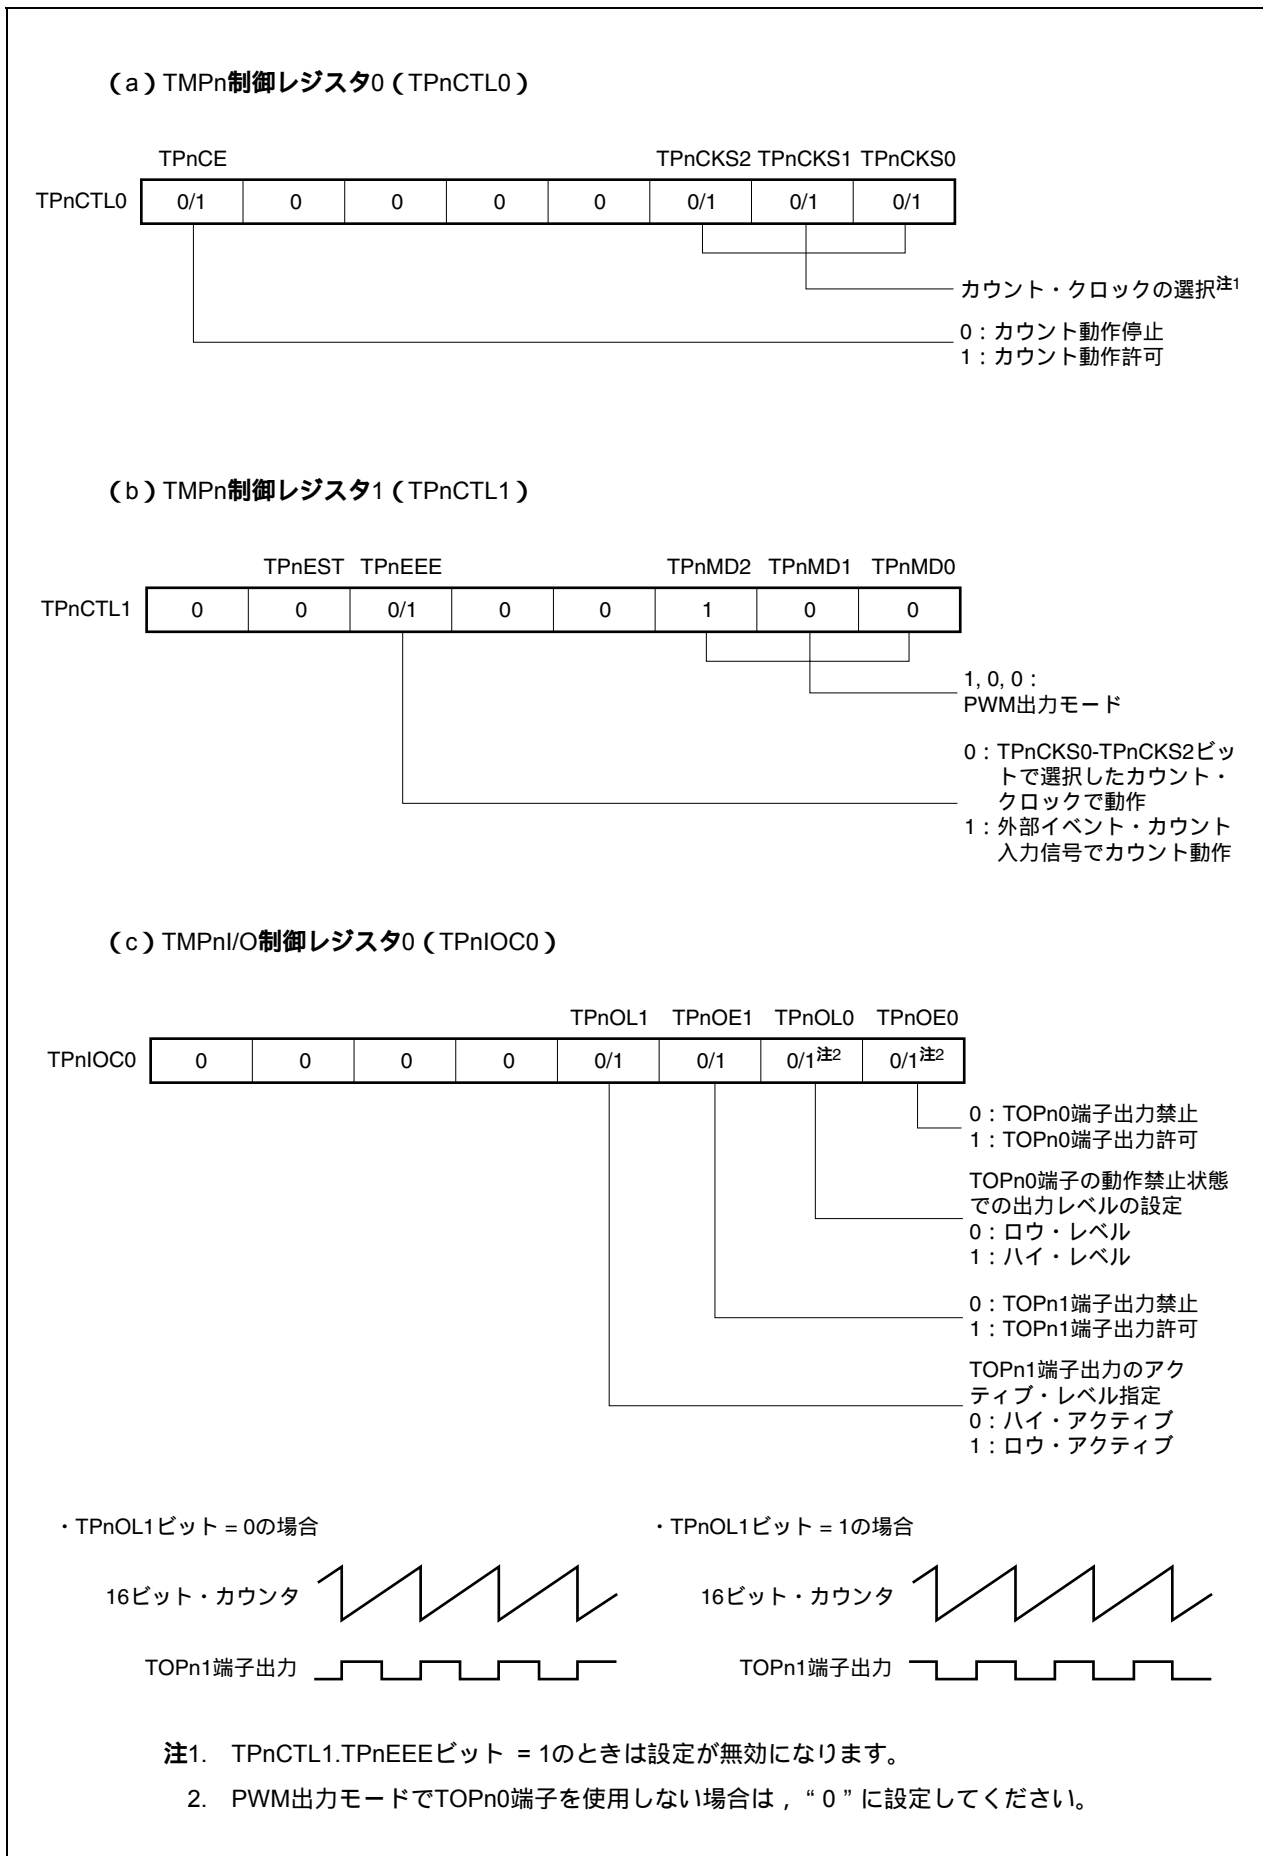 （a）TMPn制御レジスタ0（TPnCTL0）
TPnCE TPnCKS2 TPnCKS1 TPnCKS0
TPnCTL0 0/1 0 0 0 0 0/1 0/1 0/1
カウント・クロックの選択注1
0：カウント動作停止
1：カウント動作許可
（b）TMPn制御レジスタ1（TPnCTL1）
TPnEST TPnEEE TPnMD2 TPnMD1 TPnMD0
TPnCTL1 0 0 0/1 0 0 1 0 0
1, 0, 0：
PWM出力モード
0：TPnCKS0-TPnCKS2ビッ
トで選択したカウント・
クロックで動作
1：外部イベント・カウント
入力信号でカウント動作
（c）TMPnI/O制御レジスタ0（TPnIOC0）
TPnOL1 TPnOE1 TPnOL0 TPnOE0
TPnIOC0 0 0 0 0 0/1 0/1 0/1注2 0/1注2
0：TOPn0端子出力禁止
1：TOPn0端子出力許可
TOPn0端子の動作禁止状態
での出力レベルの設定
0：ロウ・レベル
1：ハイ・レベル
0：TOPn1端子出力禁止
1：TOPn1端子出力許可
TOPn1端子出力のアク
ティブ・レベル指定
0：ハイ・アクティブ
1：ロウ・アクティブ
・TPnOL1ビット = 0の場合
16ビット・カウンタ
TOPn1端子出力
・TPnOL1ビット = 1の場合
16ビット・カウンタ
TOPn1端子出力
注1. TPnCTL1.TPnEEEビット = 1のときは設定が無効になります。
2. PWM出力モードでTOPn0端子を使用しない場合は，“0”に設定してください。